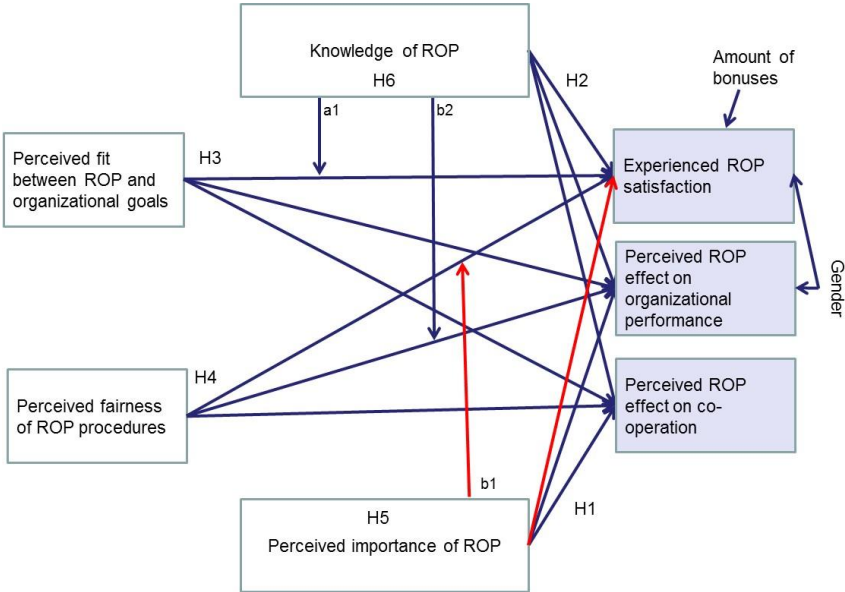 Knowledge of ROP
H6
H2
Amount of
bonuses
a1
b2
H3
Perceived fit
between ROP and
organizational goals
Experienced ROP
satisfaction
Perceived ROP
effect on
organizational
performance
Gender
H4
Perceived fairness
of ROP procedures
Perceived ROP
effect on co-
operation
b1
H5
Perceived importance of ROP
H1